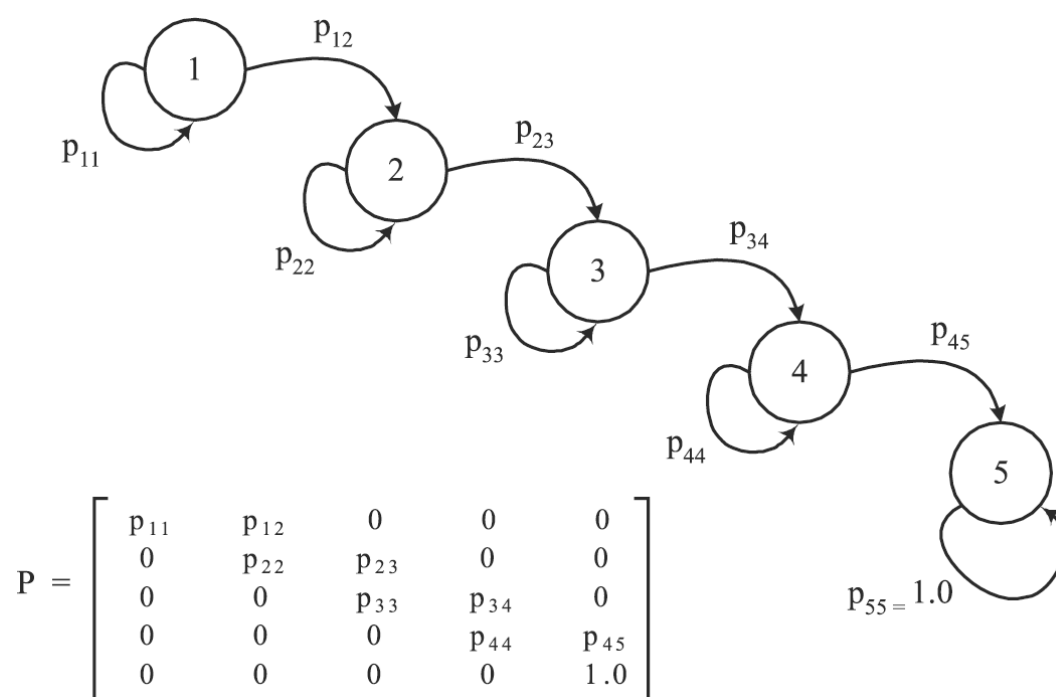 1
p12
p11
2
p23
p22
3
p34
p33
4
p45
p44
5
p55 = 1.0
P =
p11 p12 0 0 0
0 p22 p23 0 0
0 0 p33 p34 0
0 0 0 p44 p45
0 0 0 0 1.0